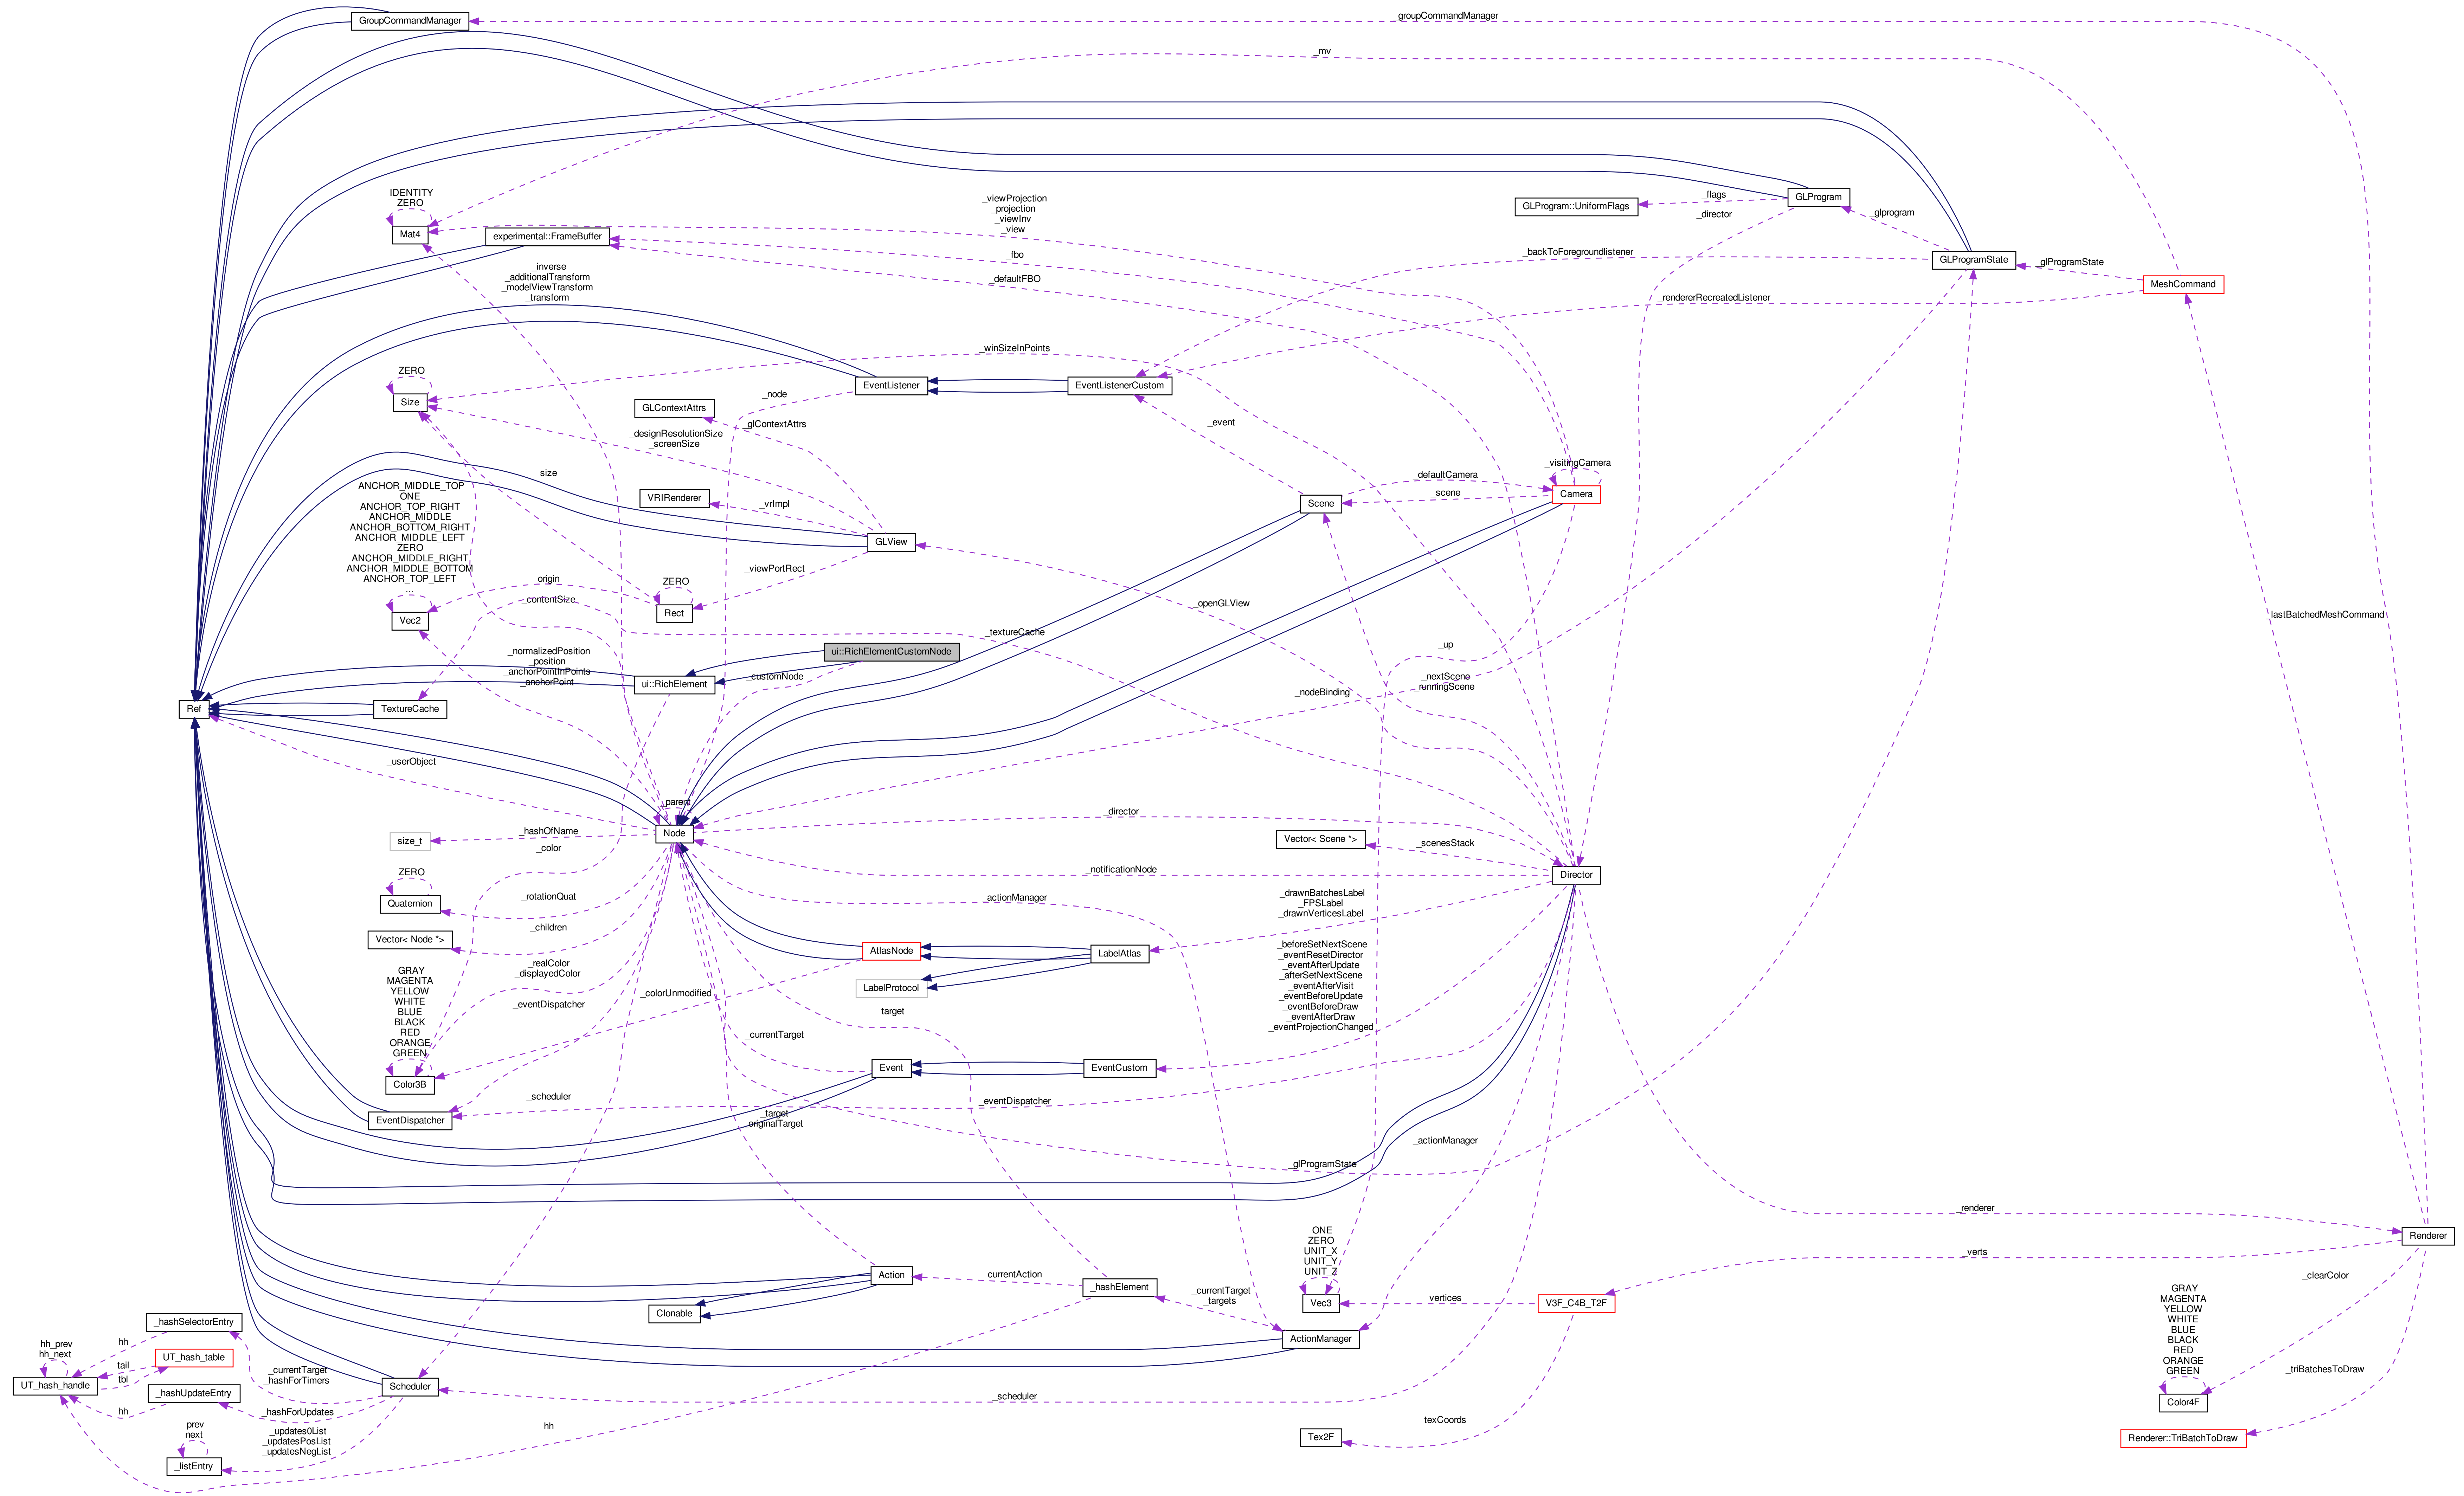 GroupCommandManager
_groupCommandManager
_mv
IDENTITY
ZERO
Mat4
experimental::FrameBuffer
_viewProjection
_projection
_viewInv
_view
GLProgram::UniformFlags
_flags
GLProgram
_director
_glprogram
_fbo
_backToForegroundlistener
GLProgramState
_glProgramState
MeshCommand
_inverse
_additionalTransform
_modelViewTransform
_transform
_defaultFBO
_rendererRecreatedListener
_winSizeInPoints
ZERO
Size
EventListener
EventListenerCustom
_node
GLContextAttrs
_glContextAttrs
_designResolutionSize
_screenSize
_event
size
VRIRenderer
_vrImpl
Scene
_defaultCamera
_scene
_visitingCamera
Camera
ANCHOR_MIDDLE_TOP
ONE
ANCHOR_TOP_RIGHT
ANCHOR_MIDDLE
ANCHOR_BOTTOM_RIGHT
ANCHOR_MIDDLE_LEFT
ZERO
ANCHOR_MIDDLE_RIGHT
ANCHOR_MIDDLE_BOTTOM
ANCHOR_TOP_LEFT
...
Vec2
GLView
_viewPortRect
origin
ZERO
Rect
_contentSize
_openGLView
_lastBatchedMeshCommand
_textureCache
_up
_normalizedPosition
_position
_anchorPointInPoints
_anchorPoint
ui::RichElementCustomNode
ui::RichElement
_customNode
_nextScene
_runningScene
_nodeBinding
Ref
TextureCache
_userObject
_parent
Node
_director
size_t
_hashOfName
_color
Vector< Scene *>
_scenesStack
_notificationNode
Director
ZERO
Quaternion
_rotationQuat
_actionManager
_drawnBatchesLabel
_FPSLabel
_drawnVerticesLabel
Vector< Node *>
_children
AtlasNode
LabelAtlas
LabelProtocol
_realColor
_displayedColor
_colorUnmodified
_eventDispatcher
target
_beforeSetNextScene
_eventResetDirector
_eventAfterUpdate
_afterSetNextScene
_eventAfterVisit
_eventBeforeUpdate
_eventBeforeDraw
_eventAfterDraw
_eventProjectionChanged
GRAY
MAGENTA
YELLOW
WHITE
BLUE
BLACK
RED
ORANGE
GREEN
Color3B
_currentTarget
Event
EventCustom
_scheduler
_eventDispatcher
EventDispatcher
_target
_originalTarget
_actionManager
_glProgramState
_renderer
Renderer
_verts
ONE
ZERO
UNIT_X
UNIT_Y
UNIT_Z
Vec3
Action
currentAction
_hashElement
_currentTarget
_targets
vertices
V3F_C4B_T2F
_clearColor
GRAY
MAGENTA
YELLOW
WHITE
BLUE
BLACK
RED
ORANGE
GREEN
Color4F
Clonable
ActionManager
_hashSelectorEntry
hh
hh_prev
hh_next
tail
UT_hash_table
tbl
UT_hash_handle
_currentTarget
_hashForTimers
Scheduler
_scheduler
_triBatchesToDraw
_hashUpdateEntry
hh
_hashForUpdates
hh
texCoords
prev
next
_updates0List
_updatesPosList
_updatesNegList
_listEntry
Tex2F
Renderer::TriBatchToDraw